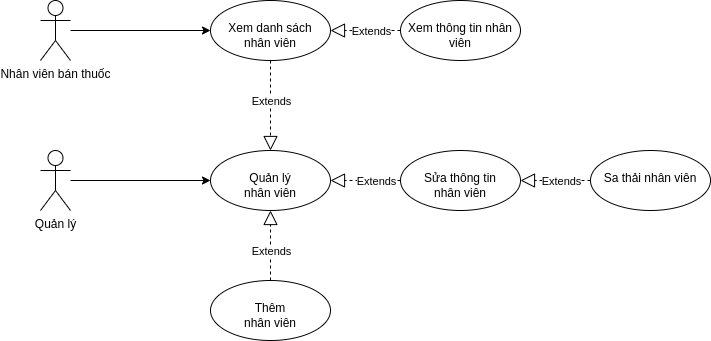 Xem danh sách
nhân viên
Extends
Xem thông tin nhân
viên
Nhân viên bán thuốc
Extends
Quản lý
nhân viên
Extends
Sửa thông tin
nhân viên
Extends
Sa thải nhân viên
Quản lý
Extends
Thêm
nhân viên